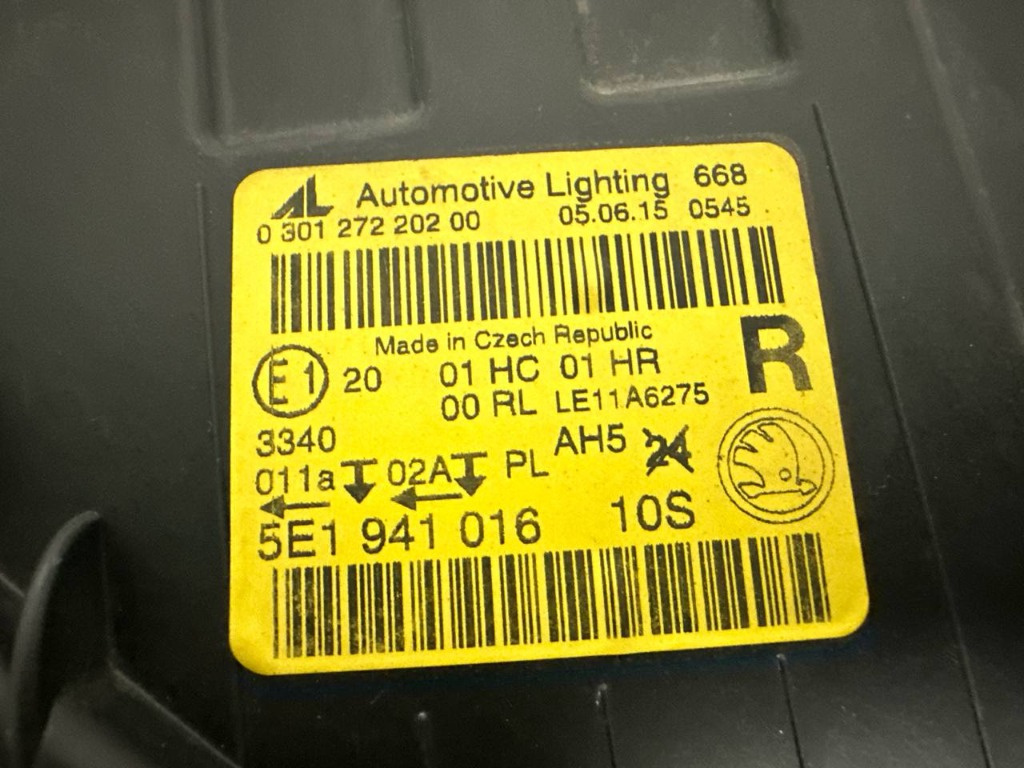 AL Automotive Lighting 668
0 301 272 202 00 05.06.15 0545
Made in Czech Republic
R
E1 20 01 HC 01 HR
00 RL LE11A6275
3340 AH5 24
011a 02A PL
5E1 941 016 10S